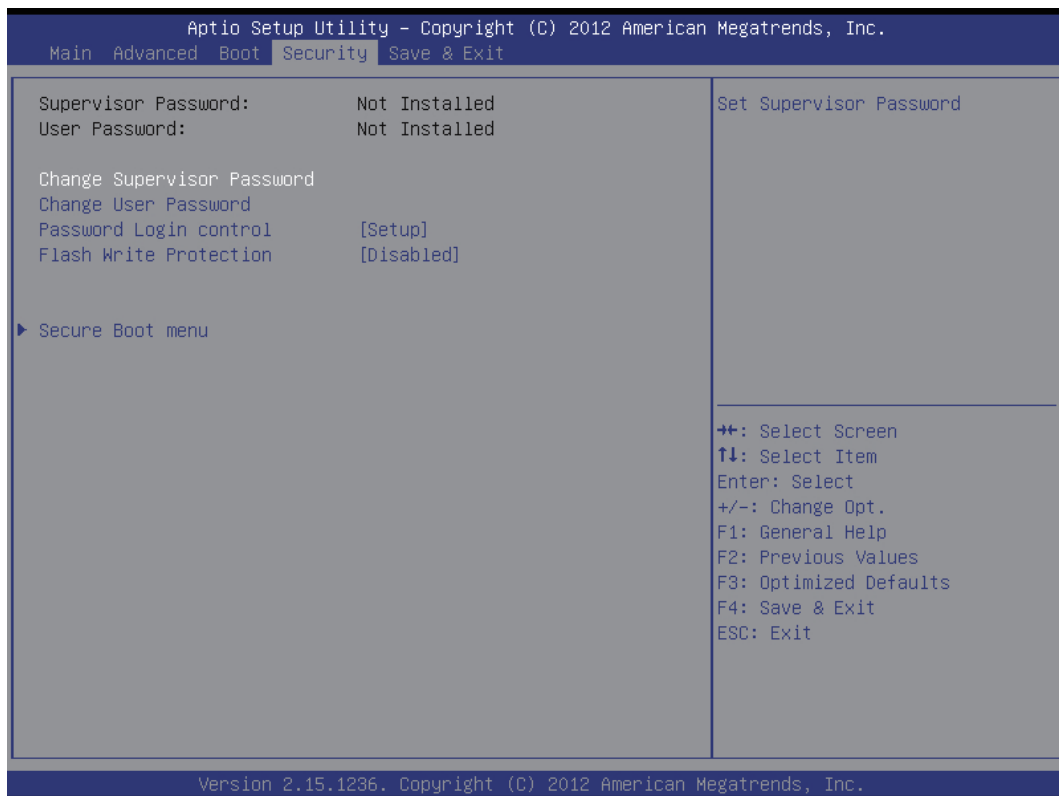 Aptio Setup Utility – Copyright (C) 2012 American Megatrends, Inc.
Main Advanced Boot Security Save & Exit
Supervisor Password: Not Installed
User Password: Not Installed
Change Supervisor Password
Change User Password
Password Login control [Setup]
Flash Write Protection [Disabled]
▶ Secure Boot menu
Set Supervisor Password
→←: Select Screen
↑↓: Select Item
Enter: Select
+/-: Change Opt.
F1: General Help
F2: Previous Values
F3: Optimized Defaults
F4: Save & Exit
ESC: Exit
Version 2.15.1236. Copyright (C) 2012 American Megatrends, Inc.